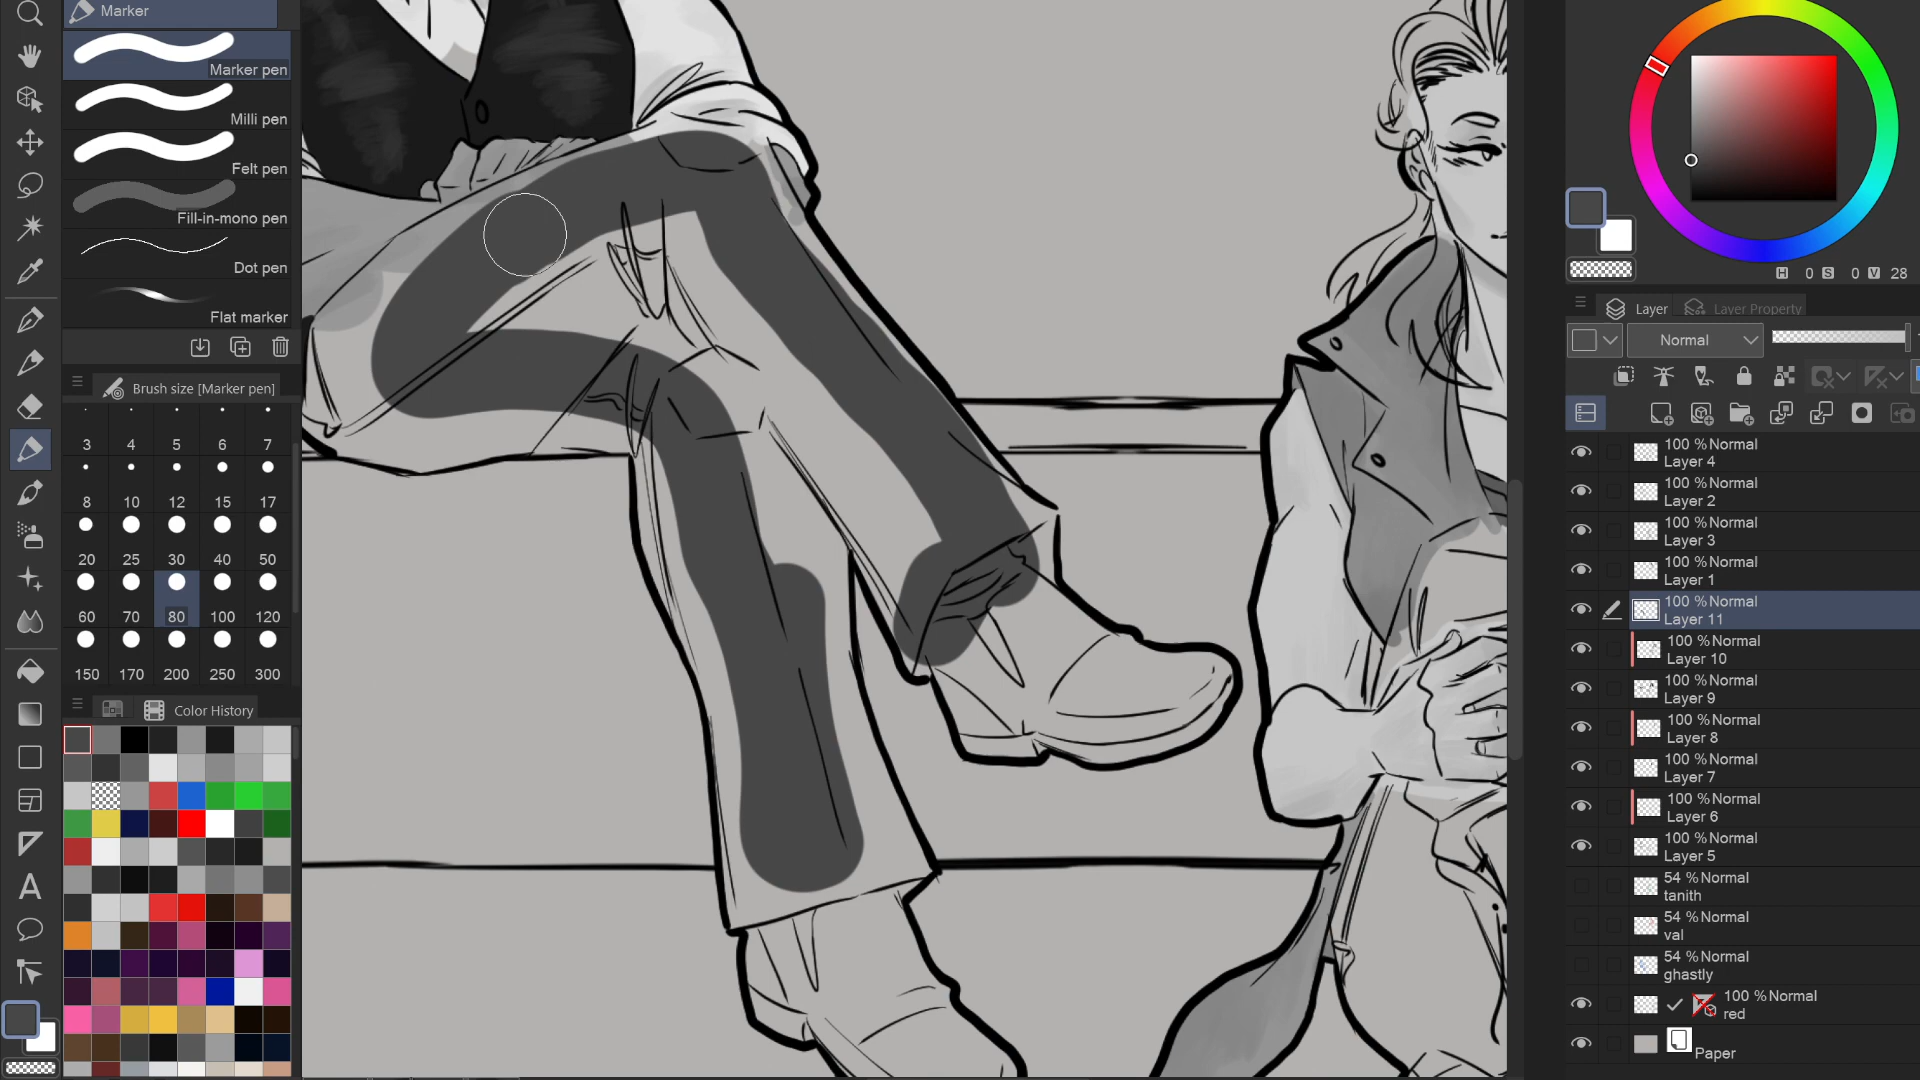 Marker
Marker pen
Milli pen
Felt pen
Fill-in-mono pen
Dot pen
Flat marker
Brush size [Marker pen]
3 4 5 6 7
8 10 12 15 17
20 25 30 40 50
60 70 80 100 120
150 170 200 250 300
Color History
H 0 S 0 V 28
Layer Layer Property
Normal
100 %Normal
Layer 4
100 %Normal
Layer 2
100 %Normal
Layer 3
100 %Normal
Layer 1
100 %Normal
Layer 11
100 %Normal
Layer 10
100 %Normal
Layer 9
100 %Normal
Layer 8
100 %Normal
Layer 7
100 %Normal
Layer 6
100 %Normal
Layer 5
54 %Normal
tanith
54 %Normal
val
54 %Normal
ghastly
100 %Normal
red
Paper